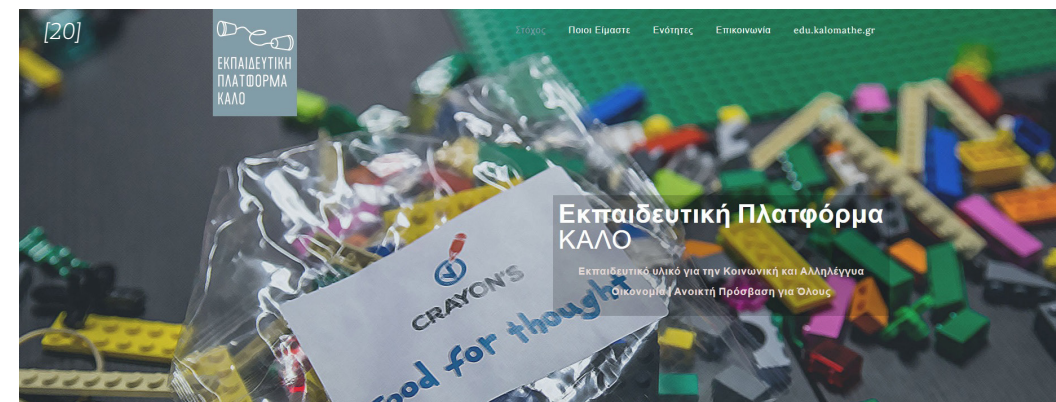 [20]
ΕΚΠΑΙΔΕΥΤΙΚΗ
ΠΛΑΤΦΟΡΜΑ
ΚΑΛΟ
Στόχος Ποιοι Είμαστε Ενότητες Επικοινωνία edu.kalomathe.gr
Εκπαιδευτική Πλατφόρμα
ΚΑΛΟ
Εκπαιδευτικό υλικό για την Κοινωνική και Αλληλέγγυα
Οικονομία | Ανοικτή Πρόσβαση για Όλους
CRAYON'S
food for thought